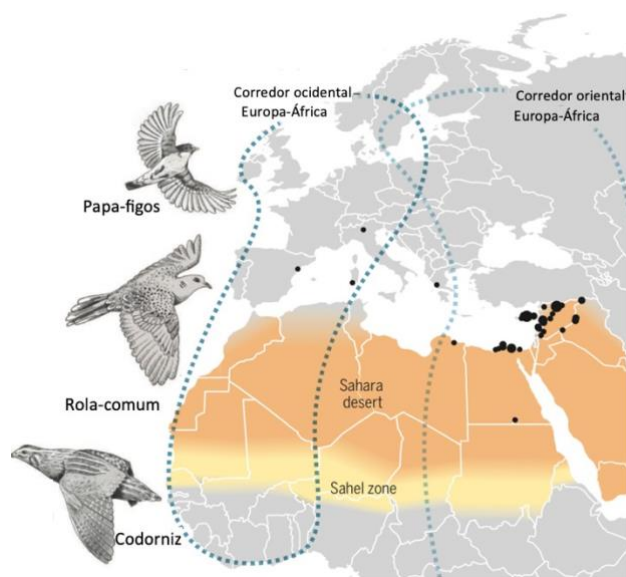 Corredor ocidental
Europa-África
Corredor oriental
Europa-África
Papa-figos
Rola-comum
Sahara
desert
Sahel zone
Codorniz